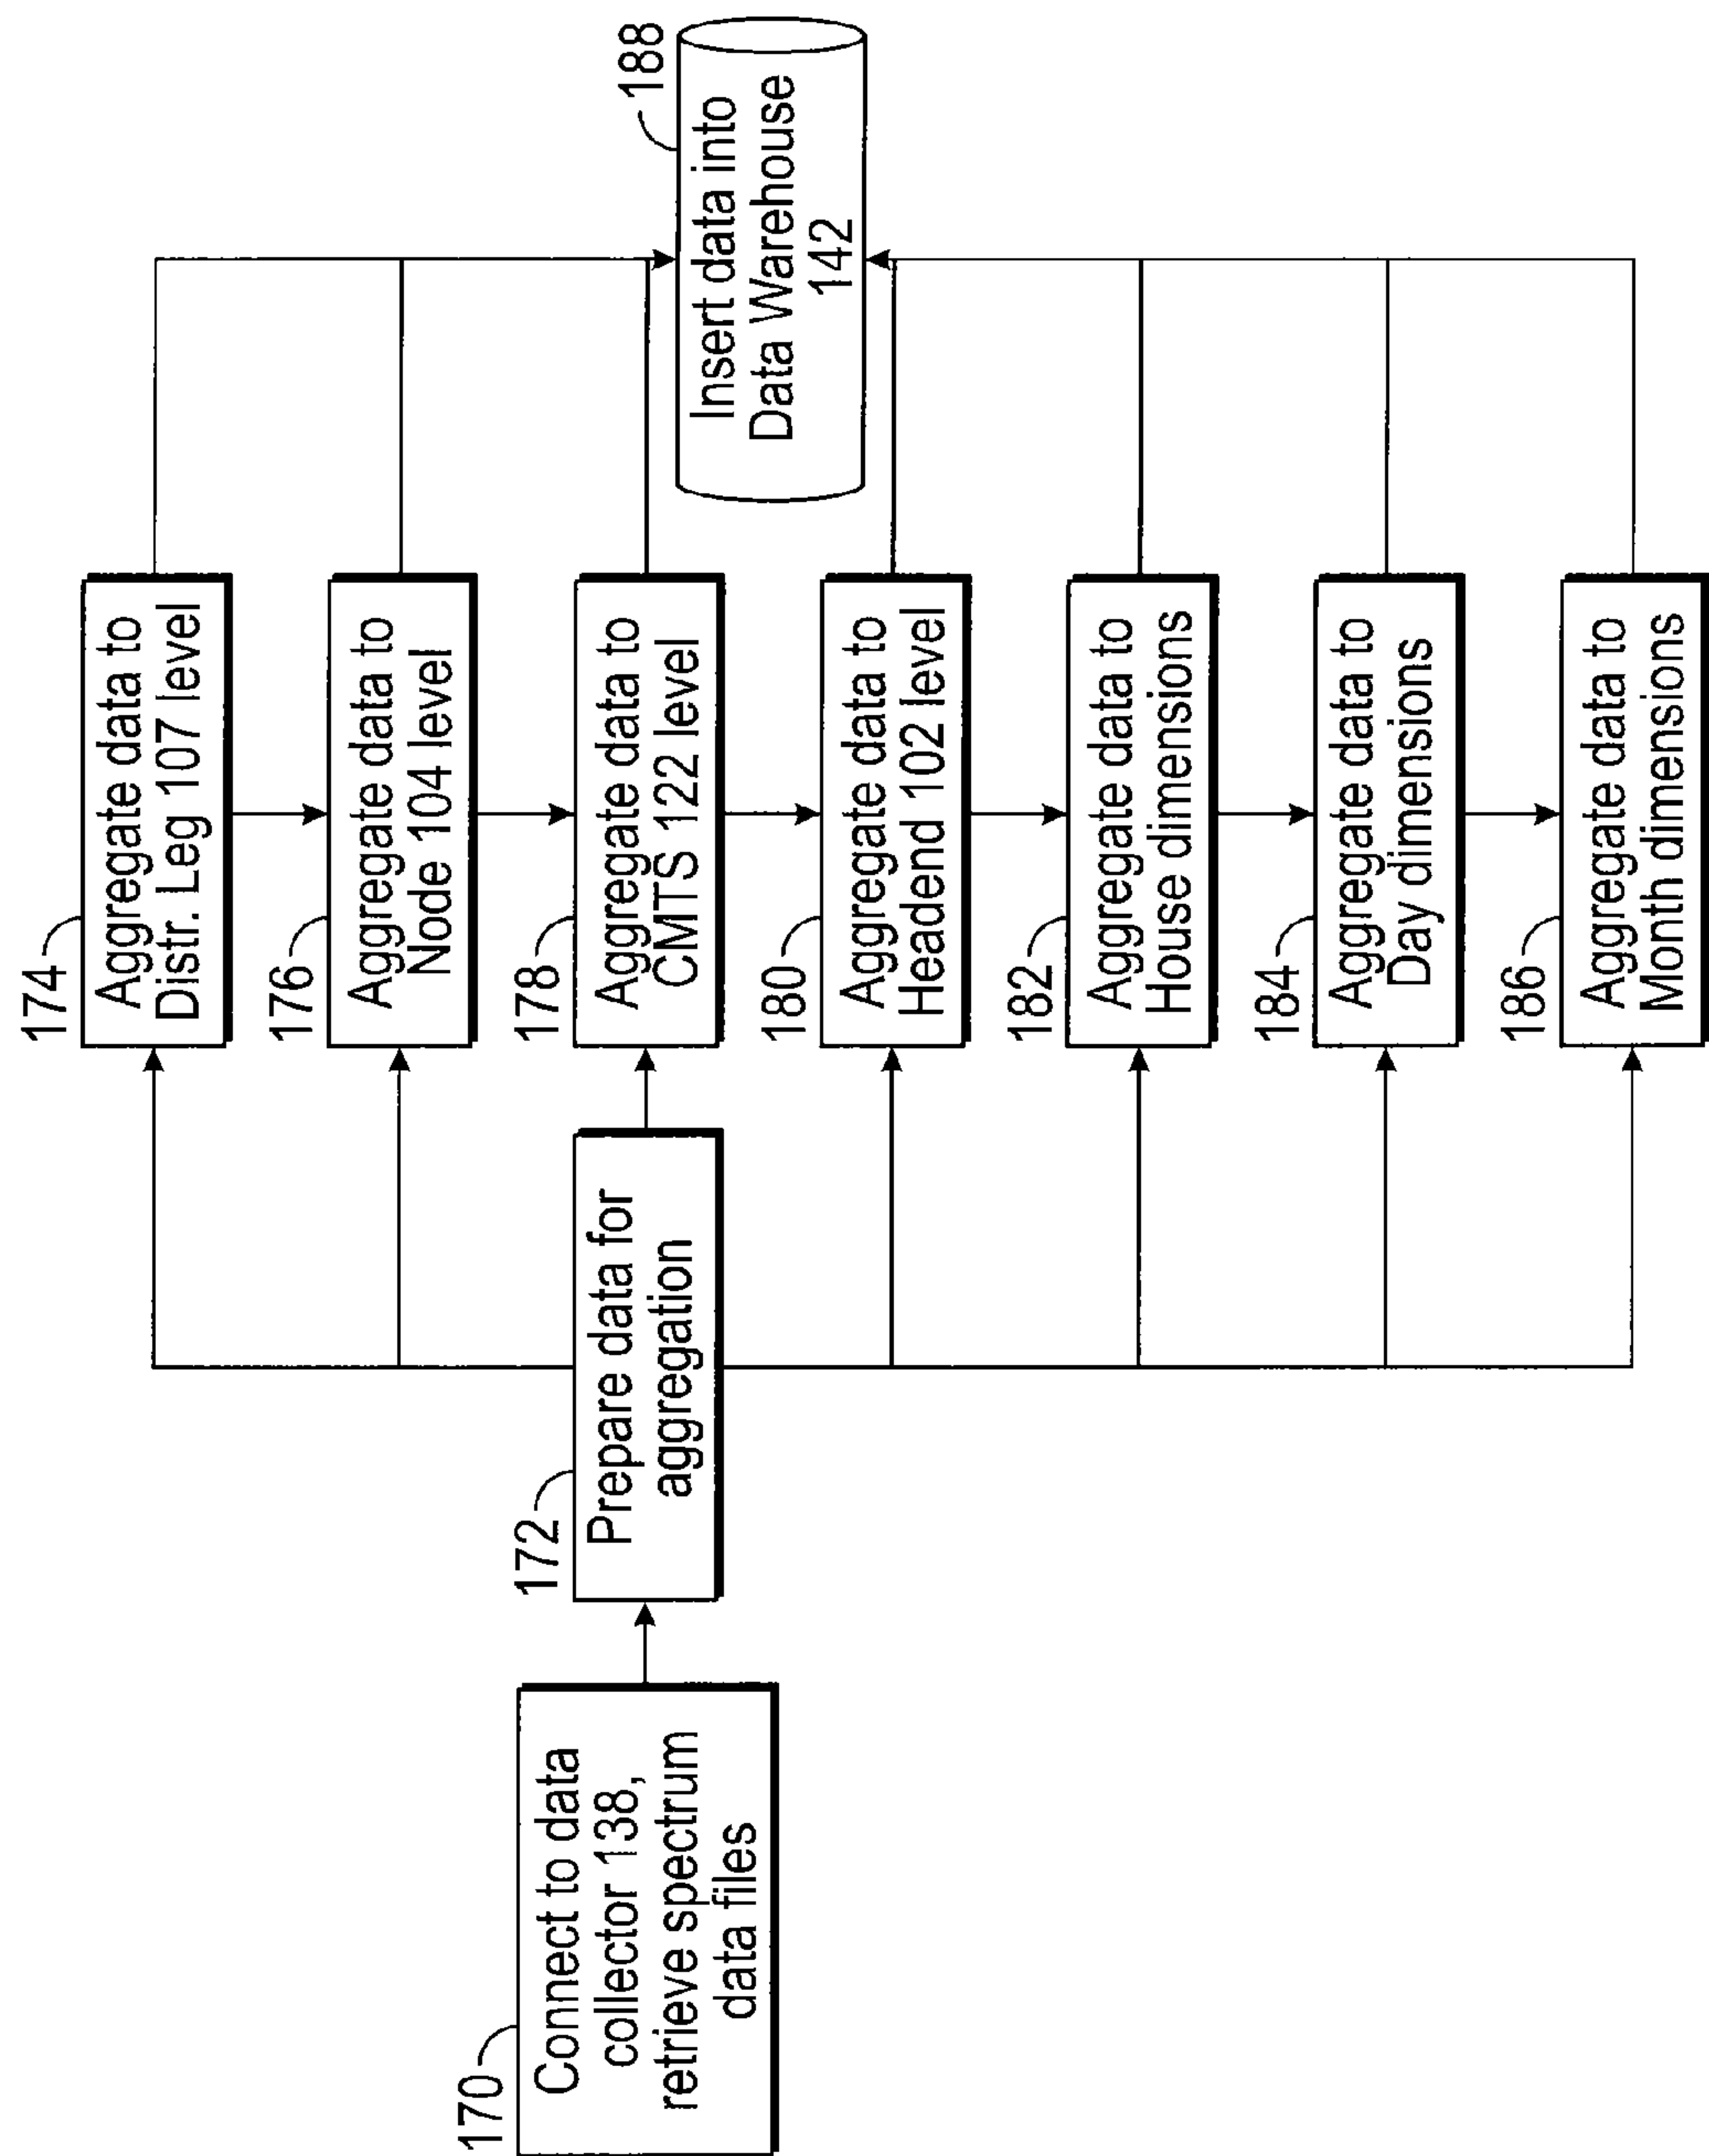 170
Connect to data
collector 138,
retrieve spectrum
data files
172
Prepare data for
aggregation
174
Aggregate data to
Distr. Leg 107 level
176
Aggregate data to
Node 104 level
178
Aggregate data to
CMTS 122 level
180
Aggregate data to
Headend 102 level
182
Aggregate data to
House dimensions
184
Aggregate data to
Day dimensions
186
Aggregate data to
Month dimensions
188
Insert data into
Data Warehouse
142